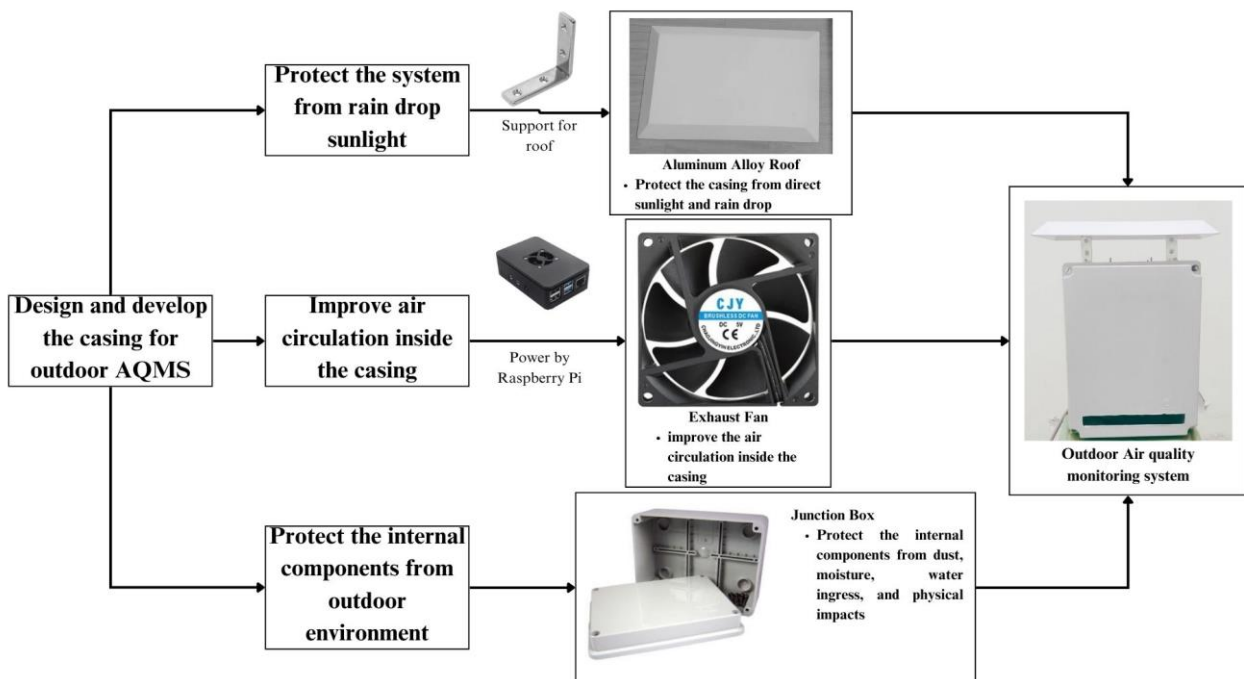 Design and develop
the casing for
outdoor AQMS
Protect the system
from rain drop
sunlight
Support for
roof
Aluminum Alloy Roof
• Protect the casing from direct
sunlight and rain drop
Improve air
circulation inside
the casing
Power by
Raspberry Pi
CJY
BRUSHLESS DC FAN
DC 5V
CE
Exhaust Fan
• improve the air
circulation inside the
casing
Protect the internal
components from
outdoor
environment
Junction Box
• Protect the internal
components from dust,
moisture, water
ingress, and physical
impacts
Outdoor Air quality
monitoring system